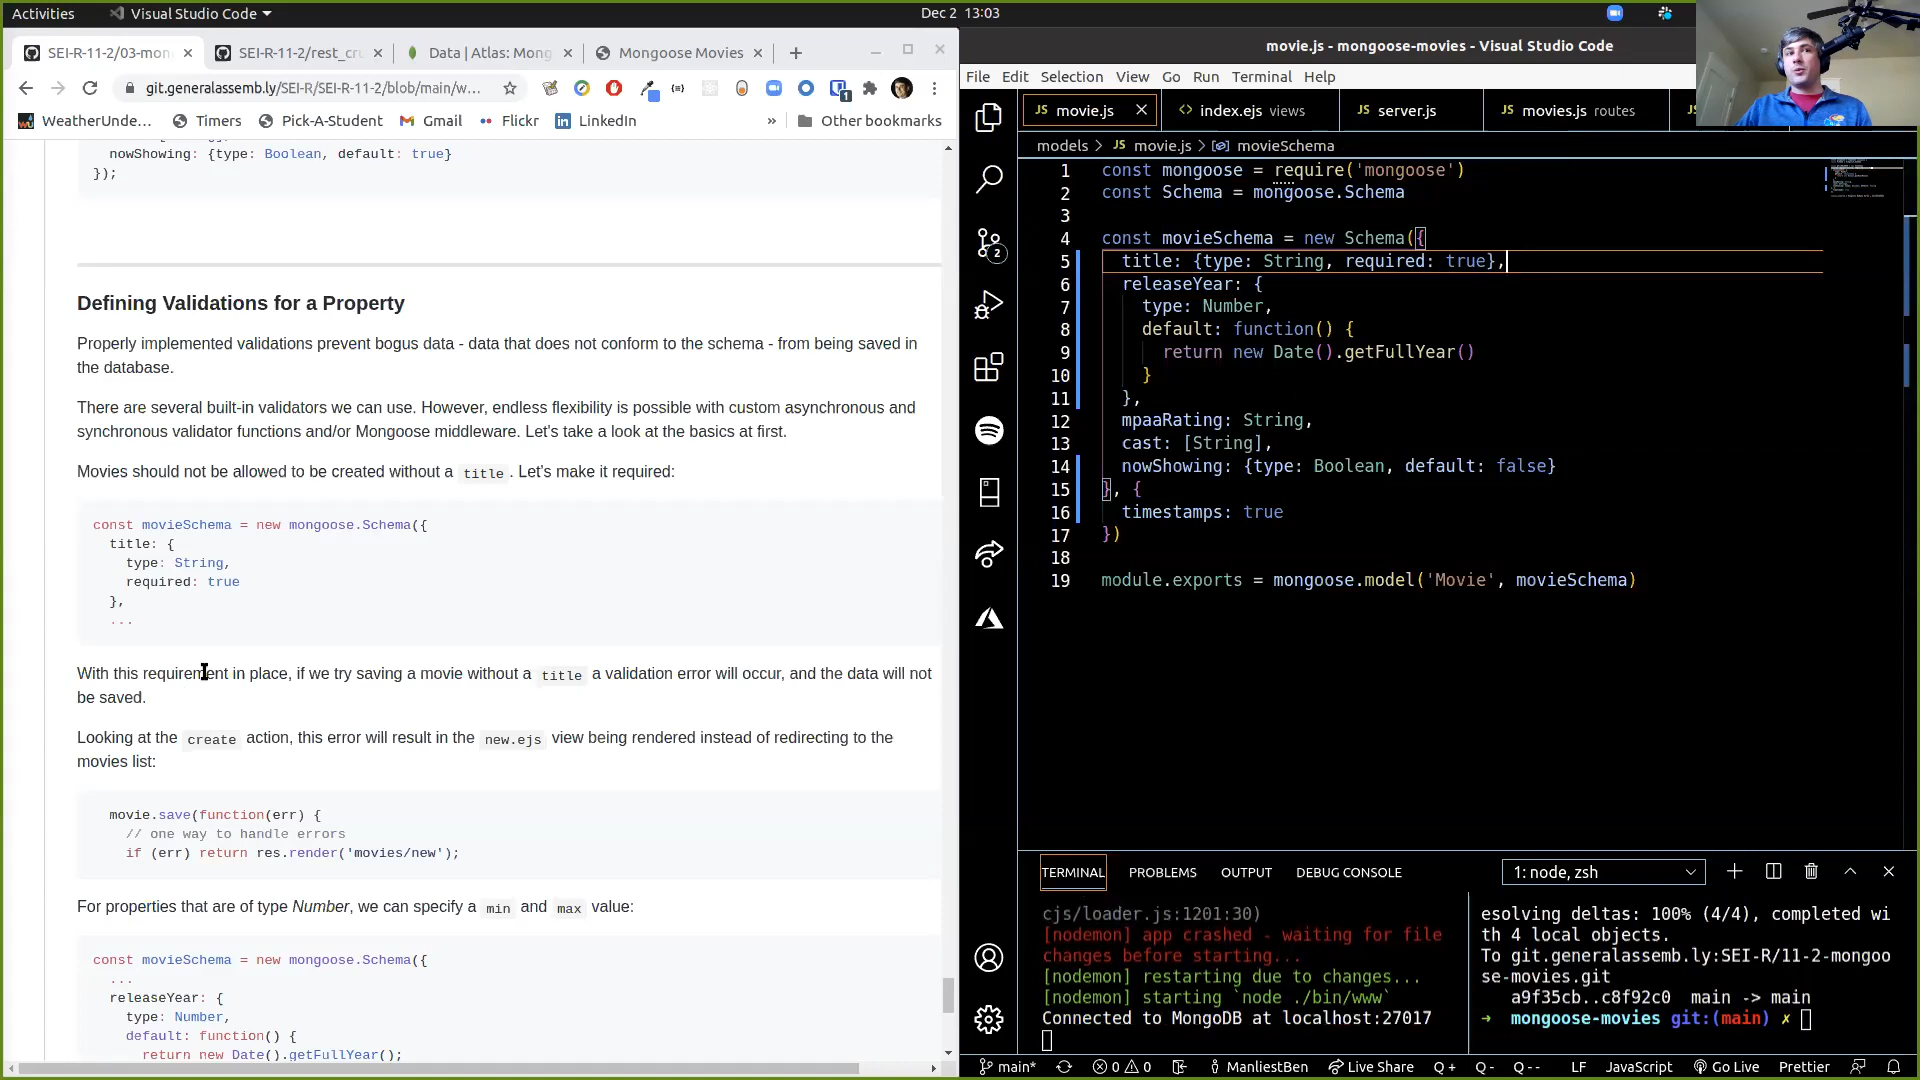 Activities
Visual Studio Code
Dec 2 13:03
SEI-R-11-2/03-mon
SEI-R-11-2/rest_cru
Data | Atlas: Mong
Mongoose Movies
git.generalassemb.ly/SEI-R/SEI-R-11-2/blob/main/w...
1
WeatherUnde...
Timers
Pick-A-Student
Gmail
Flickr
LinkedIn
»
Other bookmarks
nowShowing: {type: Boolean, default: true}
});
Defining Validations for a Property
Properly implemented validations prevent bogus data - data that does not conform to the schema - from being saved in
the database.
There are several built-in validators we can use. However, endless flexibility is possible with custom asynchronous and
synchronous validator functions and/or Mongoose middleware. Let's take a look at the basics at first.
Movies should not be allowed to be created without a title. Let's make it required:
const movieSchema = new mongoose.Schema({
title: {
type: String,
required: true
},
...
With this requirement in place, if we try saving a movie without a title a validation error will occur, and the data will not
be saved.
Looking at the create action, this error will result in the new.ejs view being rendered instead of redirecting to the
movies list:
movie.save(function(err) {
// one way to handle errors
if (err) return res.render('movies/new');
For properties that are of type Number, we can specify a min and max value:
const movieSchema = new mongoose.Schema({
...
releaseYear: {
type: Number,
default: function() {
return new Date().getFullYear();
movie.js - mongoose-movies - Visual Studio Code
File Edit Selection View Go Run Terminal Help
JS movie.js
<> index.ejs views
JS server.js
JS movies.js routes
JS
models > JS movie.js > movieSchema
2
1 const mongoose = require('mongoose')
2 const Schema = mongoose.Schema
3
4 const movieSchema = new Schema({
5 title: {type: String, required: true},
6 releaseYear: {
7 type: Number,
8 default: function() {
9 return new Date().getFullYear()
10 }
11 },
12 mpaaRating: String,
13 cast: [String],
14 nowShowing: {type: Boolean, default: false}
15 }, {
16 timestamps: true
17 })
18
19 module.exports = mongoose.model('Movie', movieSchema)
TERMINAL PROBLEMS OUTPUT DEBUG CONSOLE
1: node, zsh
cjs/loader.js:1201:30)
[nodemon] app crashed - waiting for file
changes before starting...
[nodemon] restarting due to changes...
[nodemon] starting `node ./bin/www`
Connected to MongoDB at localhost:27017
esolving deltas: 100% (4/4), completed wi
th 4 local objects.
To git.generalassemb.ly:SEI-R/11-2-mongoo
se-movies.git
a9f35cb..c8f92c0 main -> main
➜ mongoose-movies git:(main) ✗
main* 0 0 ManliestBen Live Share Q + Q - Q -- LF JavaScript Go Live Prettier